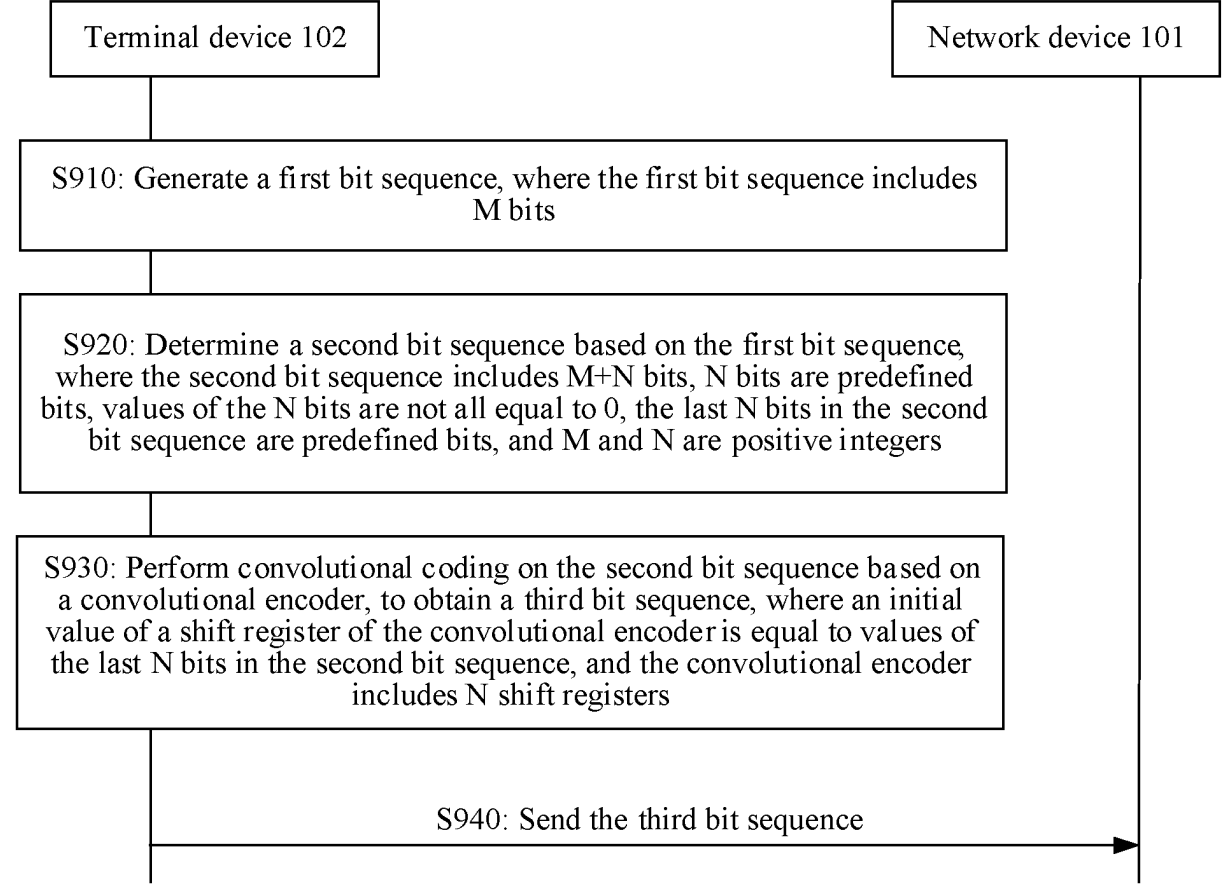 Terminal device 102
Network device 101
S910: Generate a first bit sequence, where the first bit sequence includes
M bits
S920: Determine a second bit sequence based on the first bit sequence,
where the second bit sequence includes M+N bits, N bits are predefined
bits, values of the N bits are not all equal to 0, the last N bits in the second
bit sequence are predefined bits, and M and N are positive integers
S930: Perform convolutional coding on the second bit sequence based on
a convolutional encoder, to obtain a third bit sequence, where an initial
value of a shift register of the convolutional encoder is equal to values of
the last N bits in the second bit sequence, and the convolutional encoder
includes N shift registers
S940: Send the third bit sequence